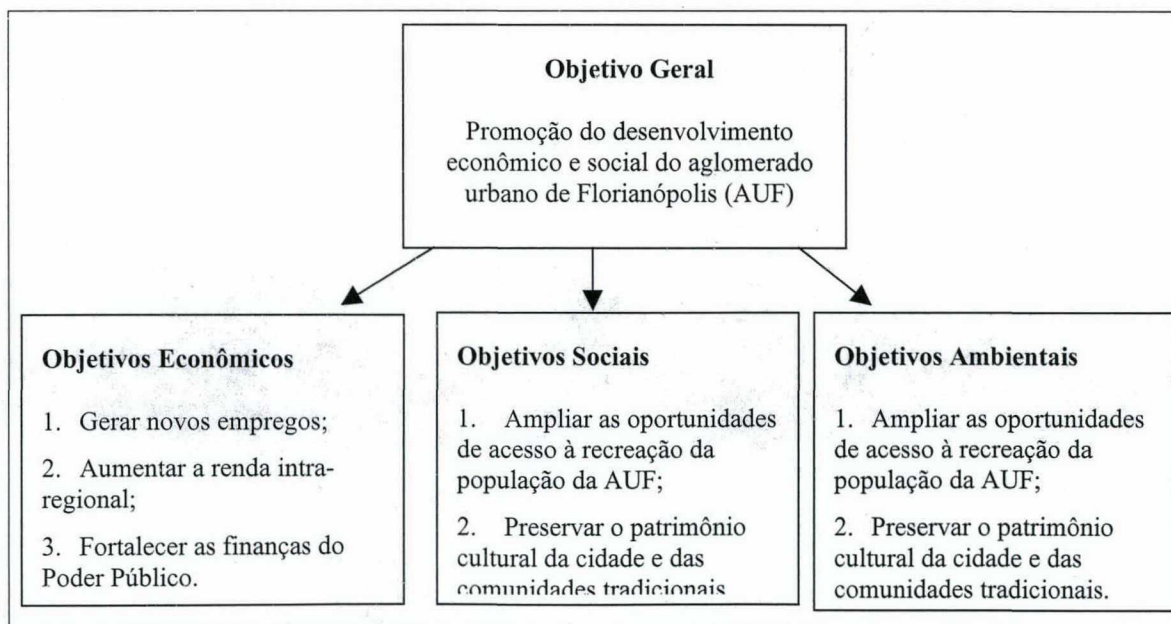 Objetivo Geral
Promoção do desenvolvimento
econômico e social do aglomerado
urbano de Florianópolis (AUF)
Objetivos Econômicos
1. Gerar novos empregos;
2. Aumentar a renda intra-
regional;
3. Fortalecer as finanças do
Poder Público.
Objetivos Sociais
1. Ampliar as oportunidades
de acesso à recreação da
população da AUF;
2. Preservar o patrimônio
cultural da cidade e das
comunidades tradicionais
Objetivos Ambientais
1. Ampliar as oportunidades
de acesso à recreação da
população da AUF;
2. Preservar o patrimônio
cultural da cidade e das
comunidades tradicionais.